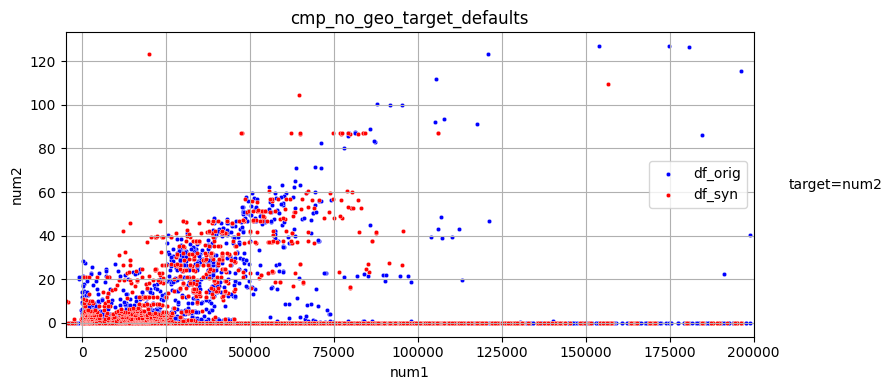 cmp_no_geo_target_defaults
120
100
80
60
40
20
0
num2
df_orig
df_syn
target=num2
0 25000 50000 75000 100000 125000 150000 175000 200000
num1